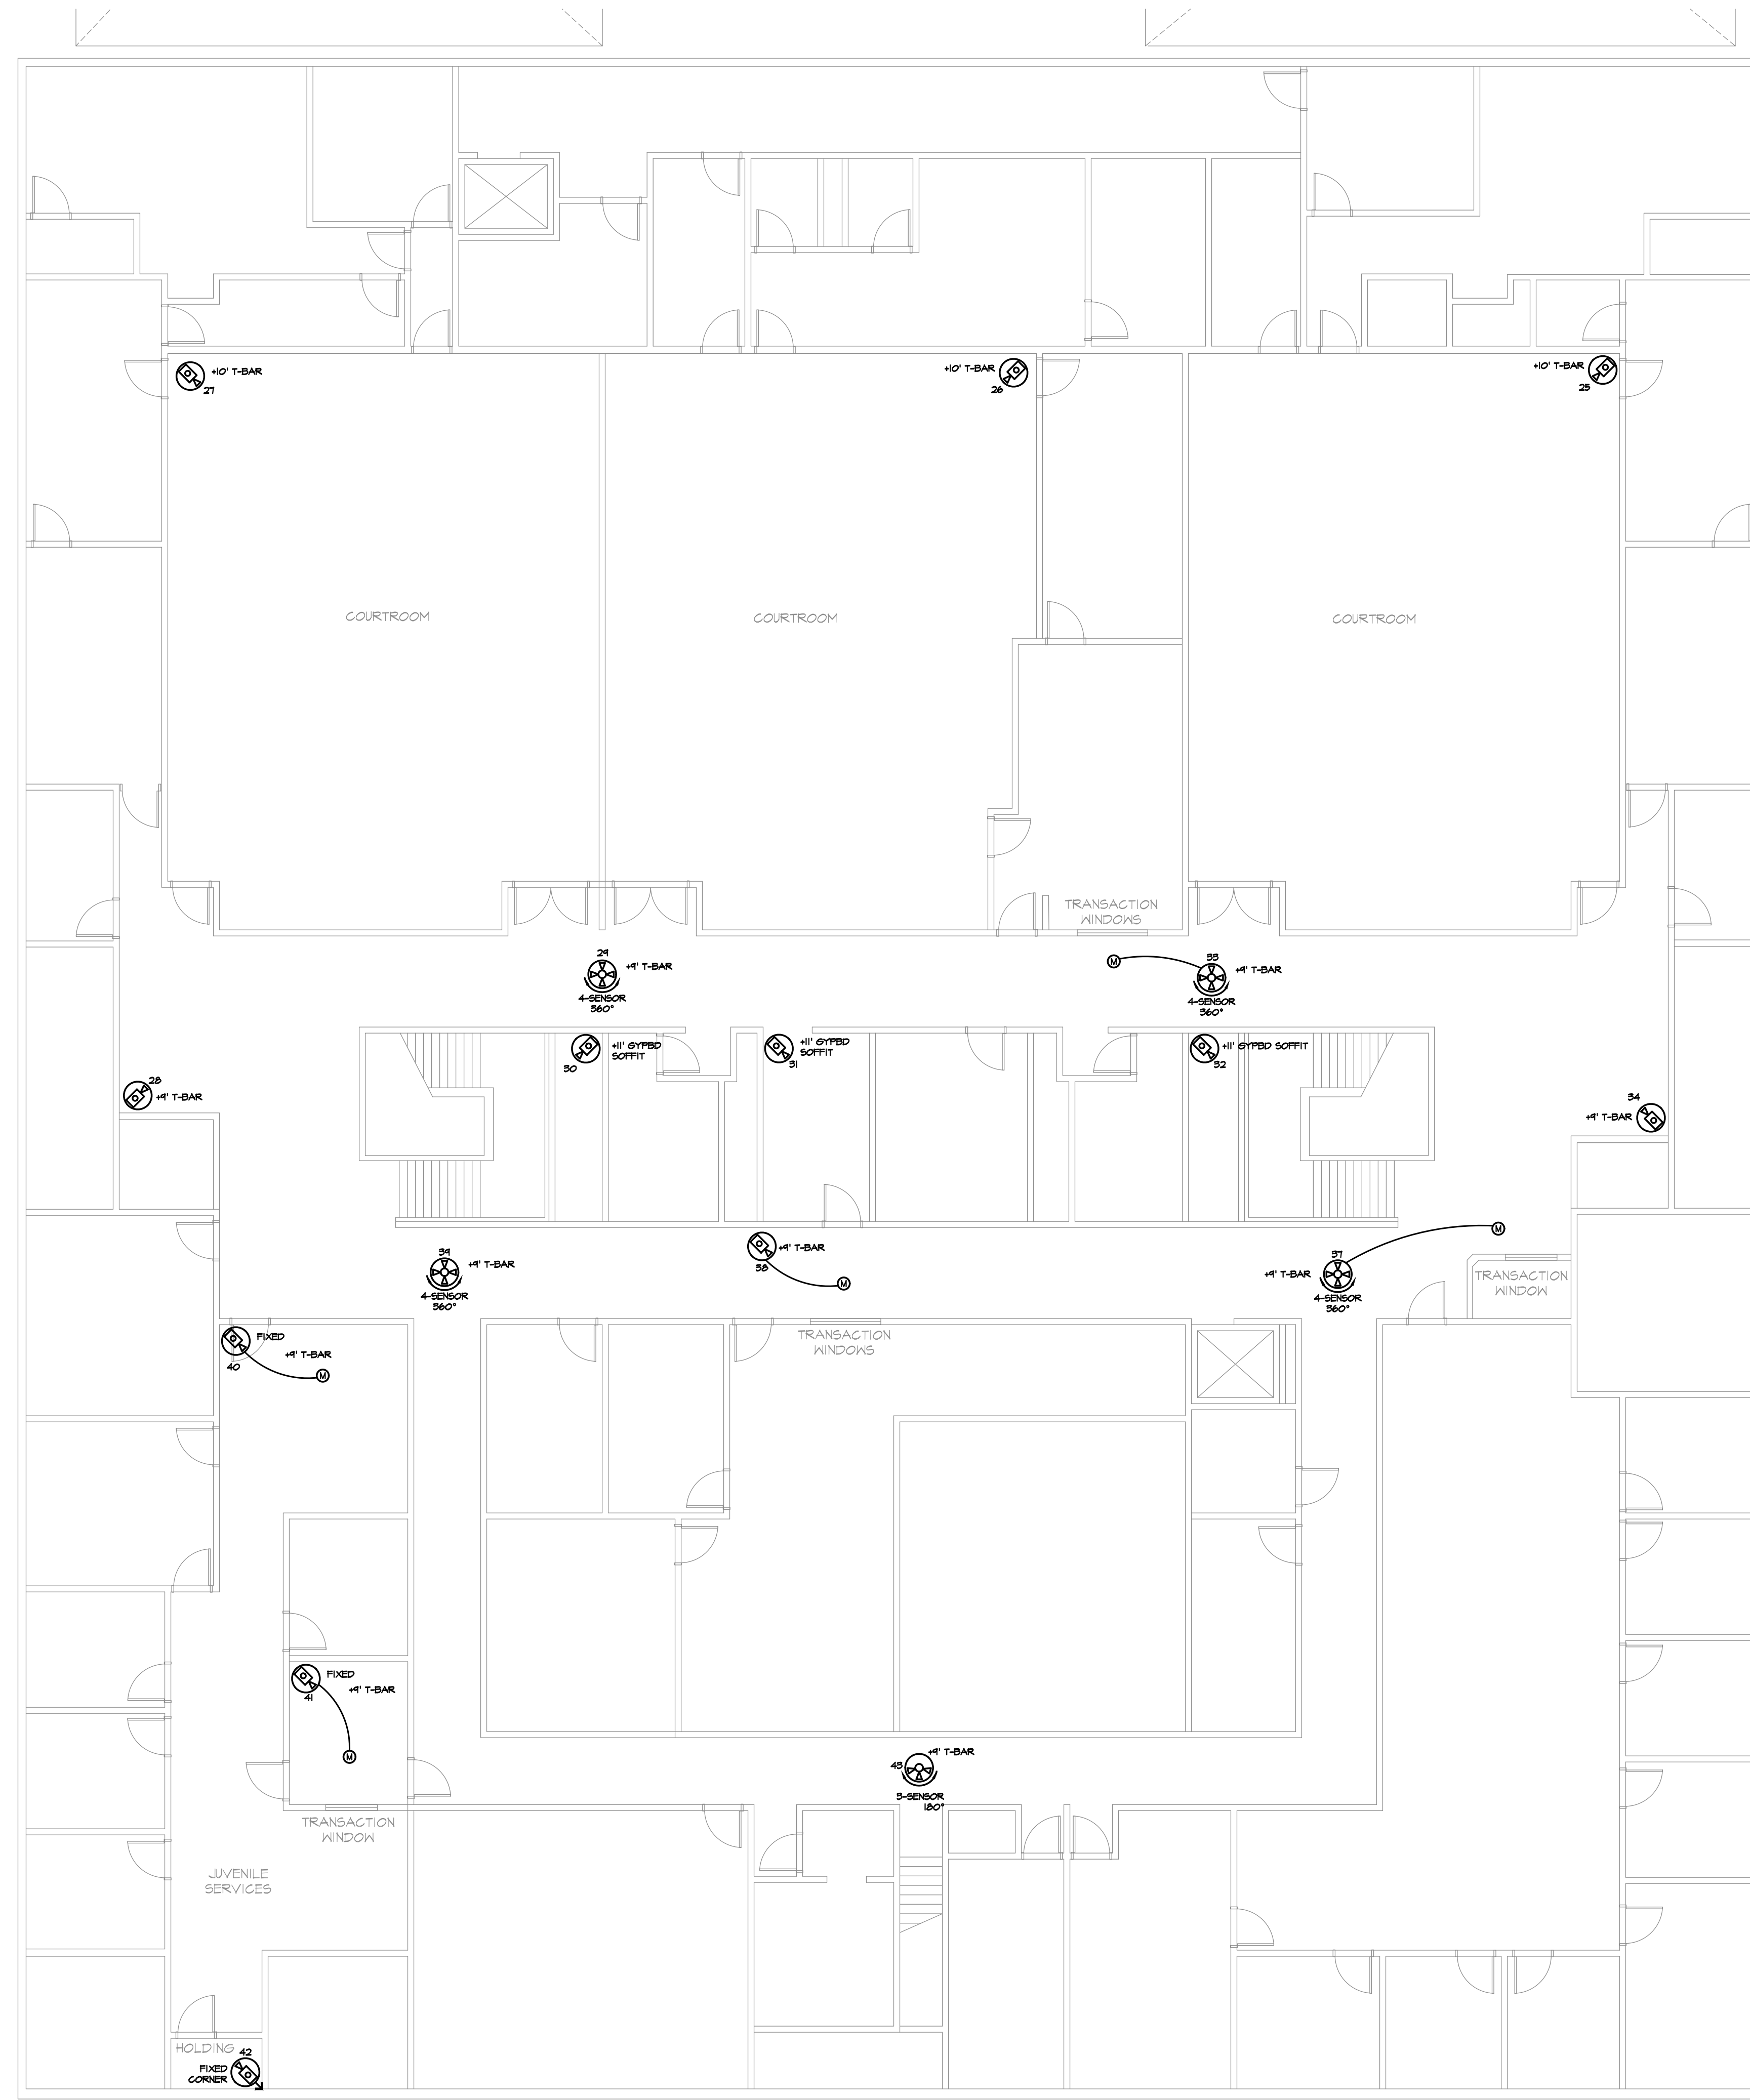 +10' T-BAR
27
+10' T-BAR
26
+10' T-BAR
25
COURTROOM
COURTROOM
COURTROOM
TRANSACTION
WINDOWS
29
+9' T-BAR
4-SENSOR
360°
M
33
+9' T-BAR
4-SENSOR
360°
+11' GYPBD
SOFFIT
30
+11' GYPBD
SOFFIT
31
+11' GYPBD SOFFIT
32
28
+9' T-BAR
34
+9' T-BAR
39
+9' T-BAR
4-SENSOR
360°
+9' T-BAR
38
M
37
+9' T-BAR
4-SENSOR
360°
M
TRANSACTION
WINDOW
TRANSACTION
WINDOWS
FIXED
+9' T-BAR
40
M
FIXED
+9' T-BAR
41
M
+9' T-BAR
43
3-SENSOR
180°
TRANSACTION
WINDOW
JUVENILE
SERVICES
HOLDING
42
FIXED
CORNER